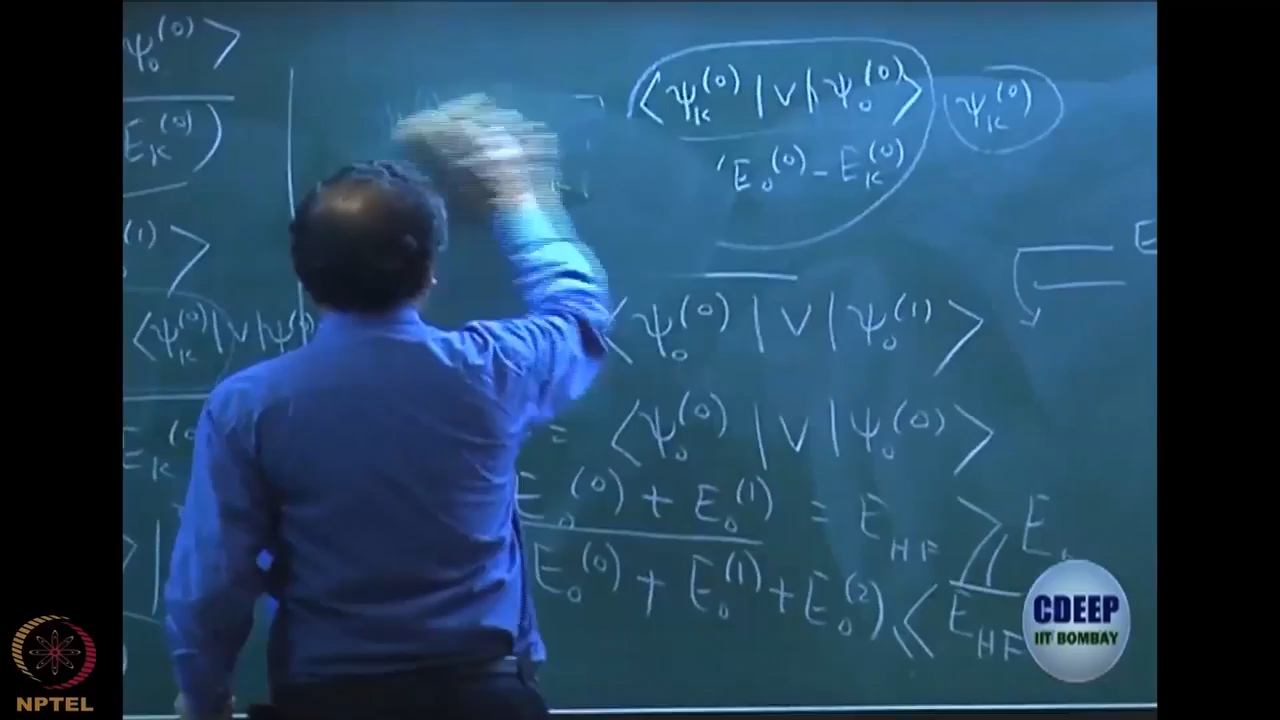 ψ₀⁽⁰⁾ ⟩
E_K⁽⁰⁾ )
⁽¹⁾ ⟩
⟨ψ_K⁽⁰⁾ | V | ψ
E_K⁽⁰
⟨ψ_K⁽⁰⁾ | V | ψ₀⁽⁰⁾⟩ ψ_K⁽⁰⁾
E₀⁽⁰⁾ − E_K⁽⁰⁾
E
⟨ψ₀⁽⁰⁾ | V | ψ₀⁽¹⁾⟩
= ⟨ψ₀⁽⁰⁾ | V | ψ₀⁽⁰⁾⟩
E₀⁽⁰⁾ + E₀⁽¹⁾ = E_HF ⩾ E
E₀⁽⁰⁾ + E₀⁽¹⁾ + E₀⁽²⁾ ⩽ E_HF
CDEEP
IIT BOMBAY
NPTEL